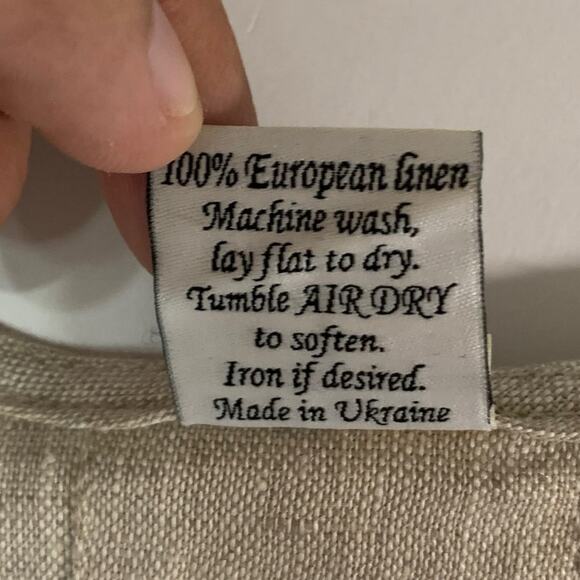 100% European linen
Machine wash,
lay flat to dry.
Tumble AIR DRY
to soften.
Iron if desired.
Made in Ukraine